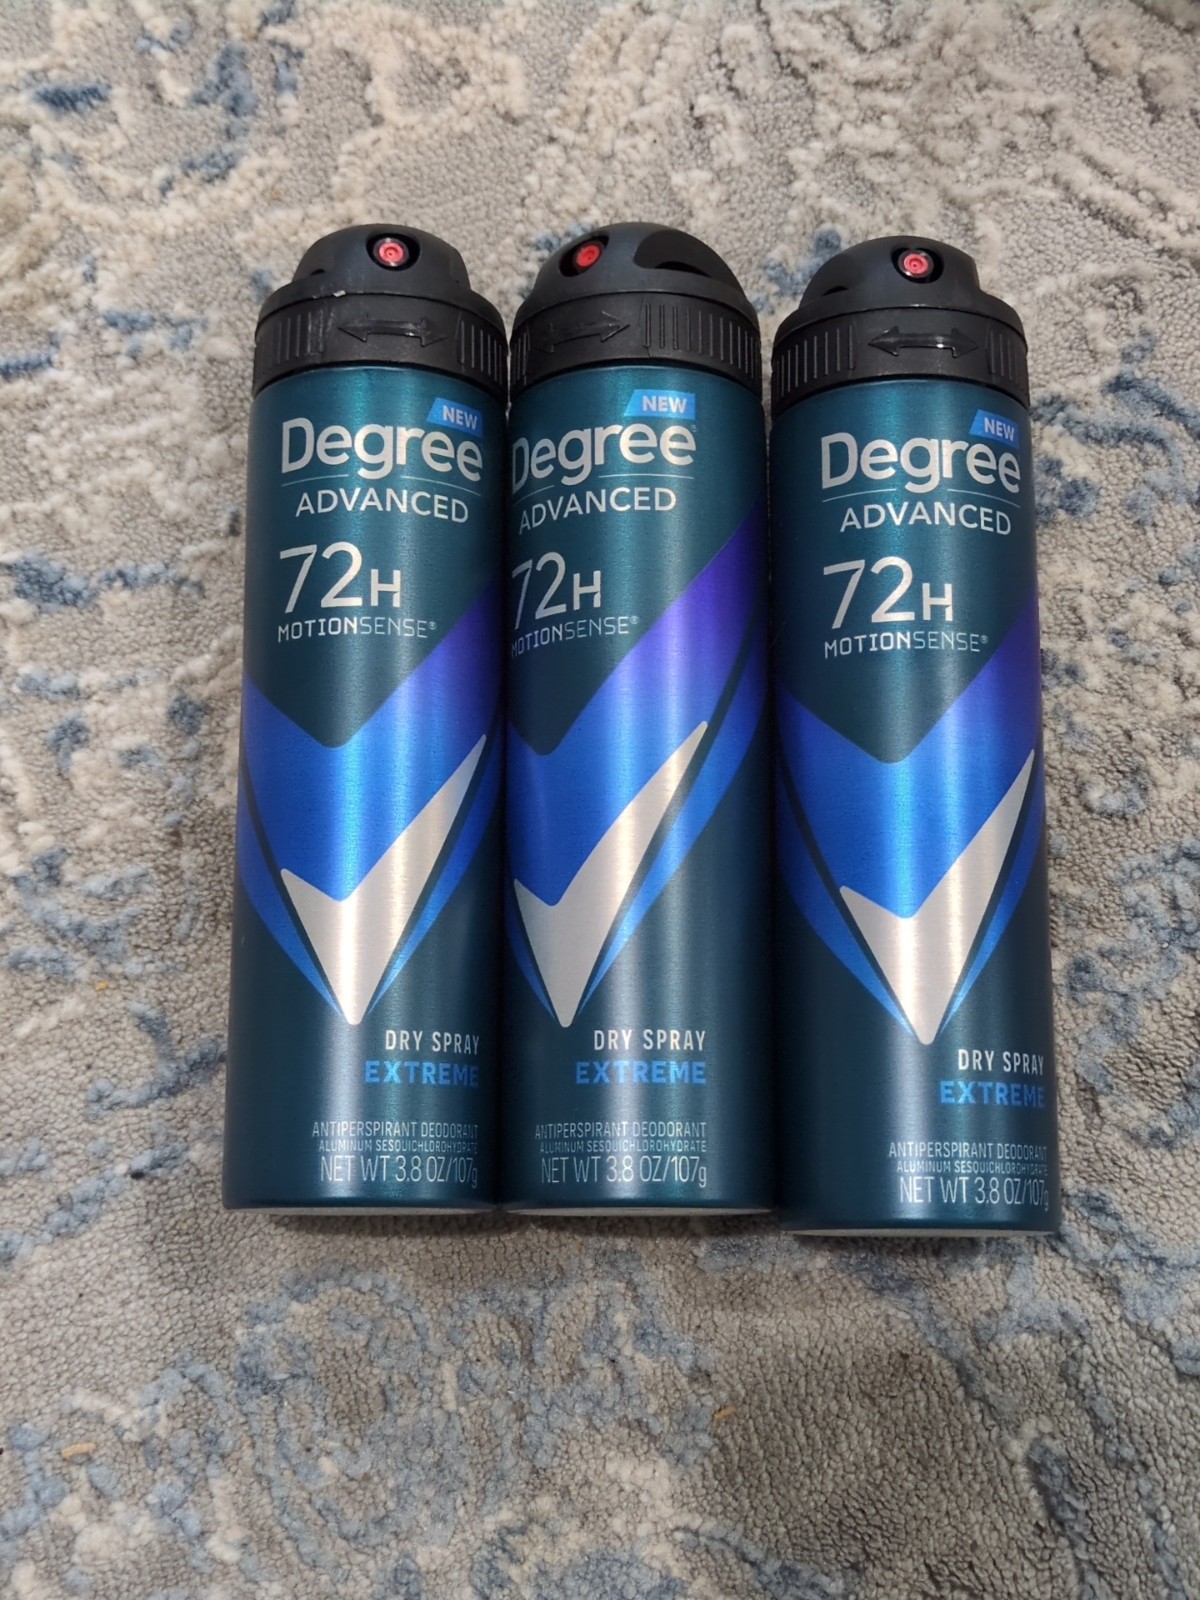 NEW
Degree
ADVANCED
72H
MOTIONSENSE®
DRY SPRAY
EXTREME
ANTIPERSPIRANT DEODORANT
ALUMINUM SESQUICHLOROHYDRATE
NET WT 3.8 OZ/107g
NEW
Degree®
ADVANCED
72H
MOTIONSENSE®
DRY SPRAY
EXTREME
ANTIPERSPIRANT DEODORANT
ALUMINUM SESQUICHLOROHYDRATE
NET WT 3.8 OZ/107g
NEW
Degree
ADVANCED
72H
MOTIONSENSE®
DRY SPRAY
EXTREME
ANTIPERSPIRANT DEODORANT
ALUMINUM SESQUICHLOROHYDRATE
NET WT 3.8 OZ/107g